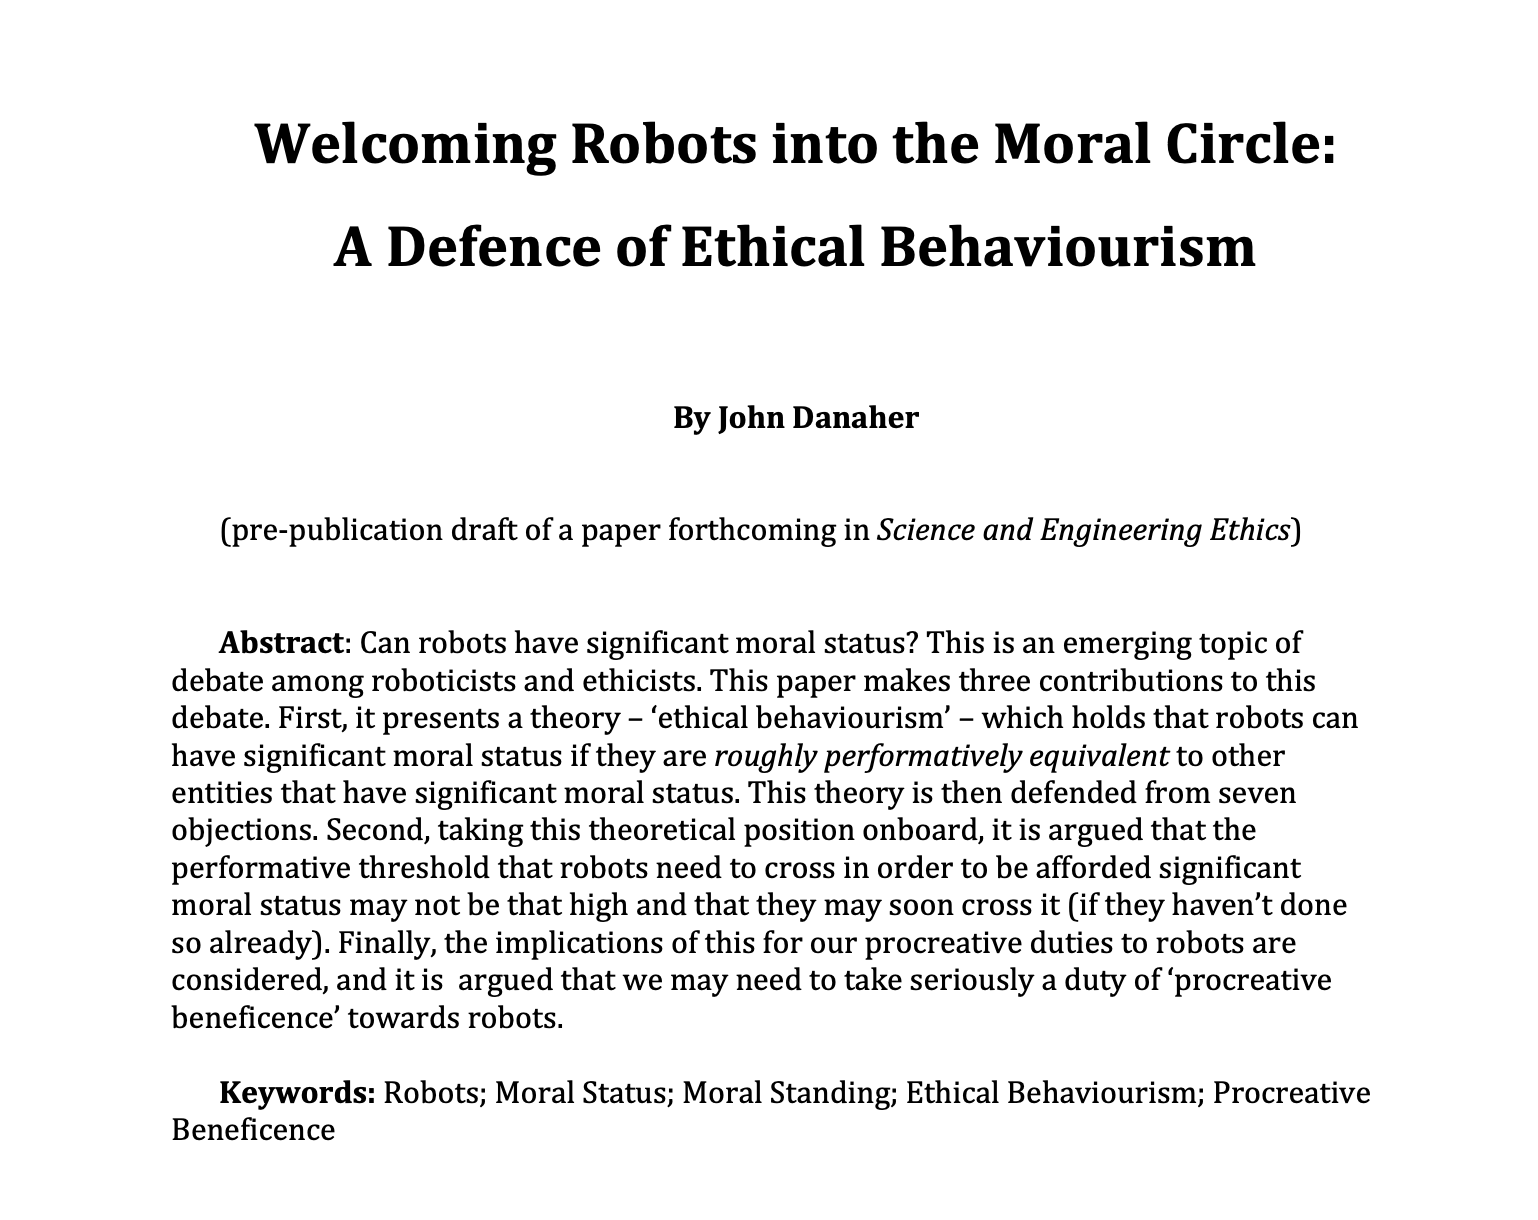 Welcoming Robots into the Moral Circle:
A Defence of Ethical Behaviourism
By John Danaher
(pre-publication draft of a paper forthcoming in Science and Engineering Ethics)
Abstract: Can robots have significant moral status? This is an emerging topic of
debate among roboticists and ethicists. This paper makes three contributions to this
debate. First, it presents a theory – ‘ethical behaviourism’ – which holds that robots can
have significant moral status if they are roughly performatively equivalent to other
entities that have significant moral status. This theory is then defended from seven
objections. Second, taking this theoretical position onboard, it is argued that the
performative threshold that robots need to cross in order to be afforded significant
moral status may not be that high and that they may soon cross it (if they haven’t done
so already). Finally, the implications of this for our procreative duties to robots are
considered, and it is  argued that we may need to take seriously a duty of ‘procreative
beneficence’ towards robots.
Keywords: Robots; Moral Status; Moral Standing; Ethical Behaviourism; Procreative
Beneficence